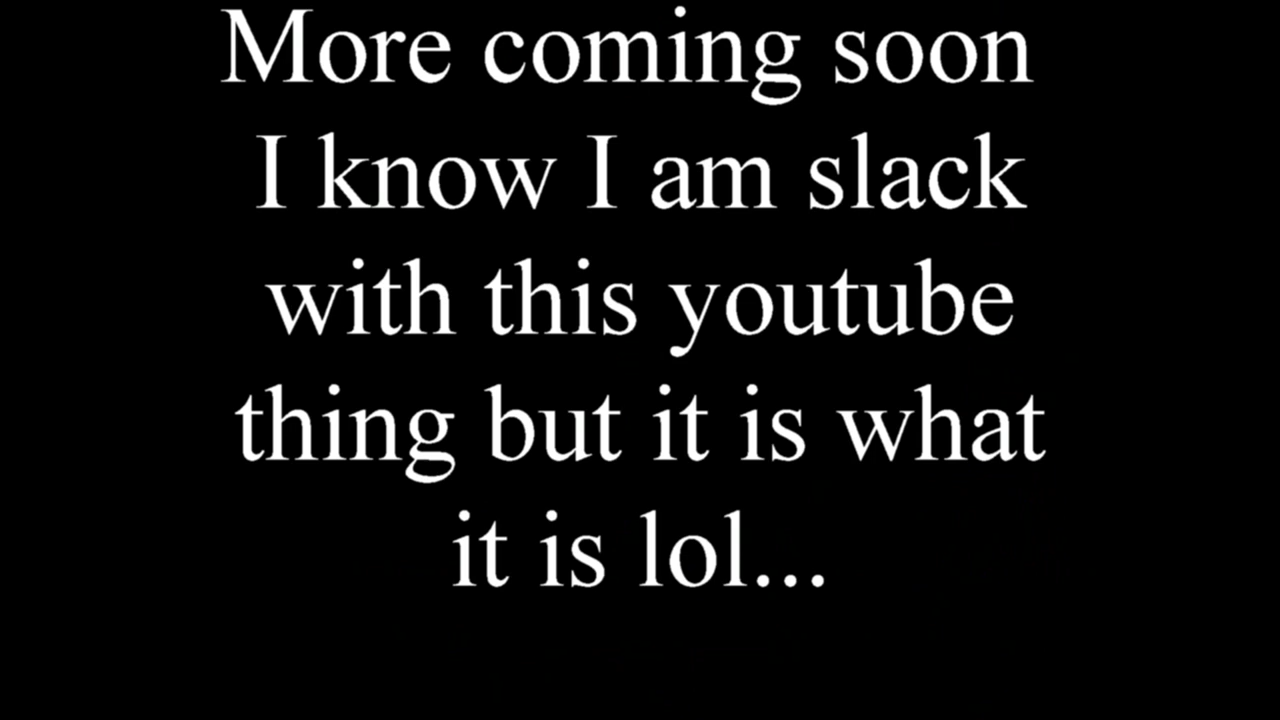 More coming soon
I know I am slack
with this youtube
thing but it is what
it is lol...